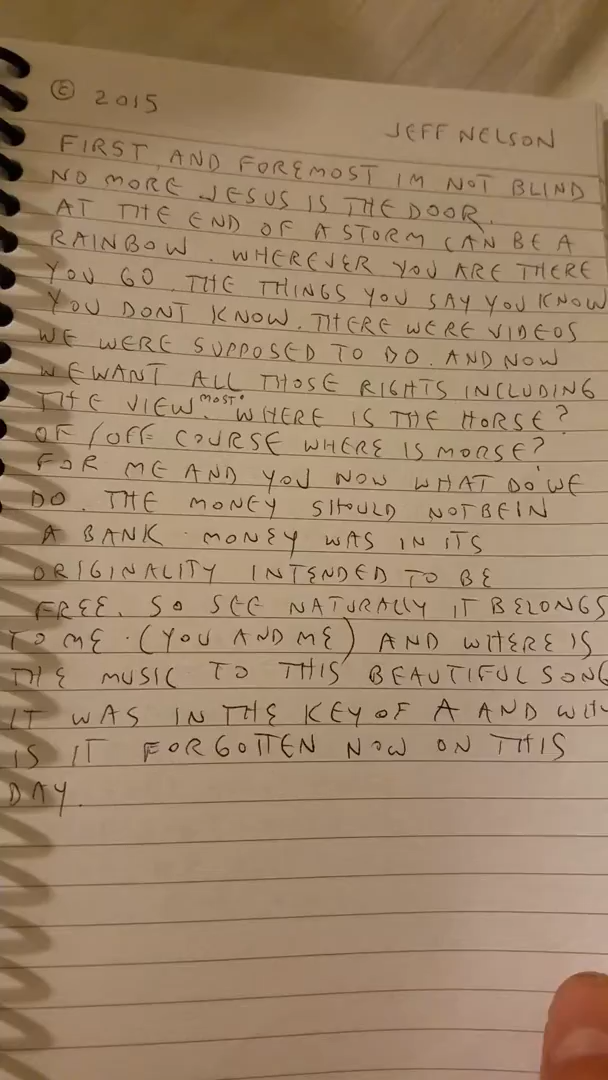 © 2015
JEFF NELSON
FIRST AND FOREMOST IM NOT BLIND
NO MORE JESUS IS THE DOOR.
AT THE END OF A STORM CAN BE A
RAINBOW. WHEREVER YOU ARE THERE
YOU GO. THE THINGS YOU SAY YOU KNOW
YOU DONT KNOW. THERE WERE VIDEOS
WE WERE SUPPOSED TO DO. AND NOW
WE WANT ALL THOSE RIGHTS INCLUDING
THE VIEW "MOST" WHERE IS THE HORSE?
OF/OFF COURSE WHERE IS MORSE?
FOR ME AND YOU NOW WHAT DO WE
DO. THE MONEY SHOULD NOT BE IN
A BANK. MONEY WAS IN ITS
ORIGINALITY INTENDED TO BE
FREE. SO SEE NATURALLY IT BELONGS
TO ME. (YOU AND ME) AND WHERE IS
THE MUSIC TO THIS BEAUTIFUL SONG
IT WAS IN THE KEY OF A AND WHY
IS IT FORGOTTEN NOW ON THIS
DAY.